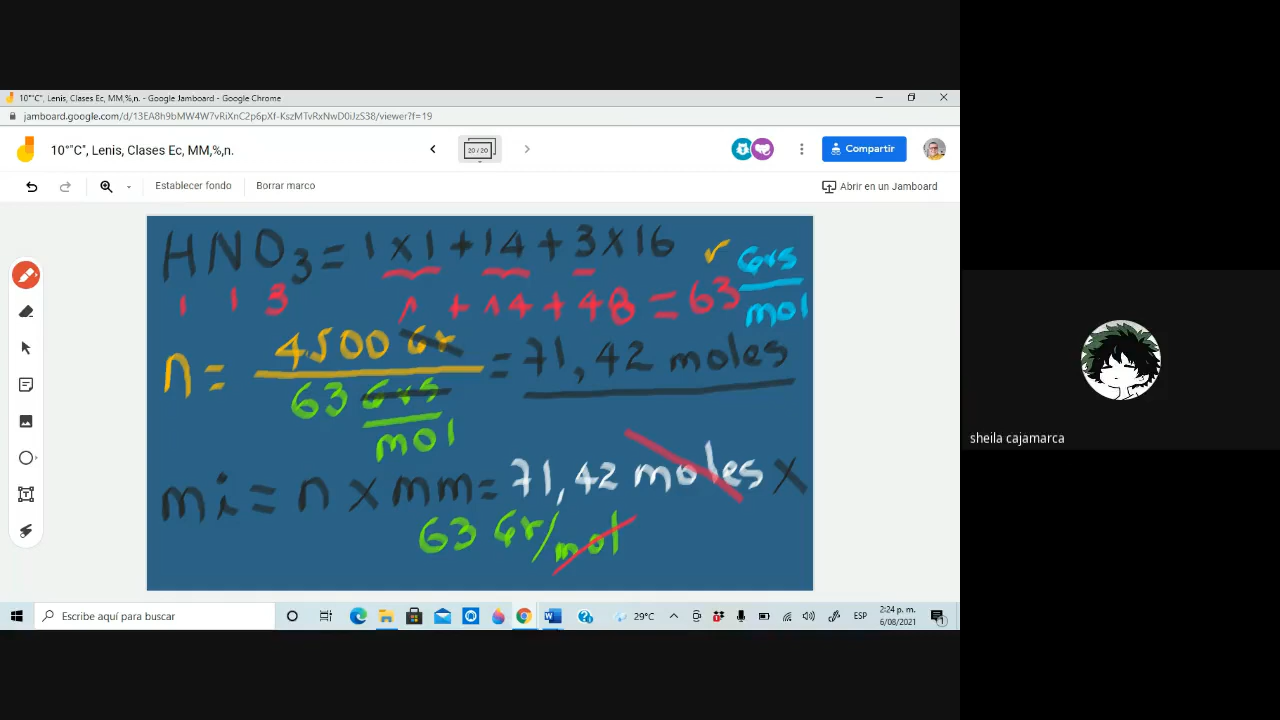 10°"C", Lenis, Clases Ec, MM,%,n. - Google Jamboard - Google Chrome
jamboard.google.com/d/13EA8h9bMW4W7vRiXnC2p6pXf-KszMTvRxNwD0iJzS38/viewer?f=19
10°"C", Lenis, Clases Ec, MM,%,n.
20 / 20
Compartir
Establecer fondo
Borrar marco
Abrir en un Jamboard
HNO3 = 1 x 1 + 14 + 3 x 16
1 1 3 1 + 14 + 48 = 63 Grs/mol
n = 4500 Gr / 63 Grs/mol = 71,42 moles
mi = n x mm = 71,42 moles x
63 Gr/mol
sheila cajamarca
Escribe aquí para buscar
29°C
ESP
2:24 p. m.
6/08/2021